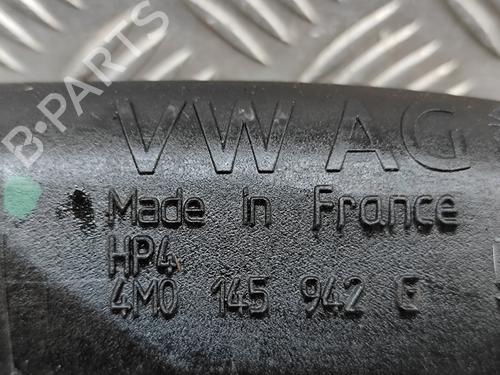 B-PARTS
VW AG
Made in France
HP4
4M0 145 942 E